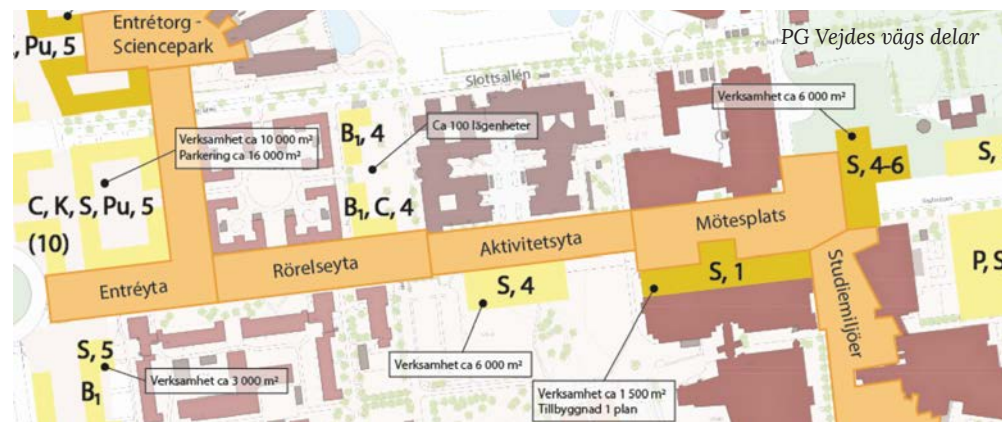 Entrétorg -
Sciencepark
, Pu, 5
PG Vejdes vägs delar
Slottsallén
Verksamhet ca 6 000 m²
Verksamhet ca 10 000 m²
Parkering ca 16 000 m²
B₁, 4
Ca 100 lägenheter
S, 4-6
S,
C, K, S, Pu, 5
(10)
B₁, C, 4
Mötesplats
Aktivitetsyta
Rörelseyta
Entréyta
S, 1
S, 4
Studiemiljöer
P, S
S, 5
B₁
Verksamhet ca 3 000 m²
Verksamhet ca 6 000 m²
Verksamhet ca 1 500 m²
Tillbyggnad 1 plan